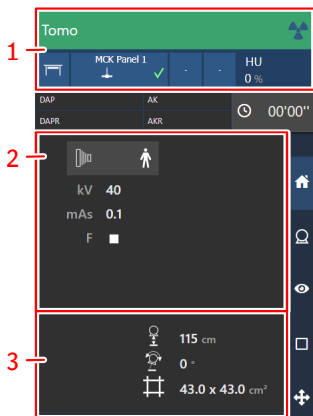 Tomo
1
MCK Panel 1
- -
HU
0 %
DAP AK
00'00''
DAPR AKR
2
kV 40
mAs 0.1
F
3
115 cm
0 °
43.0 x 43.0 cm²